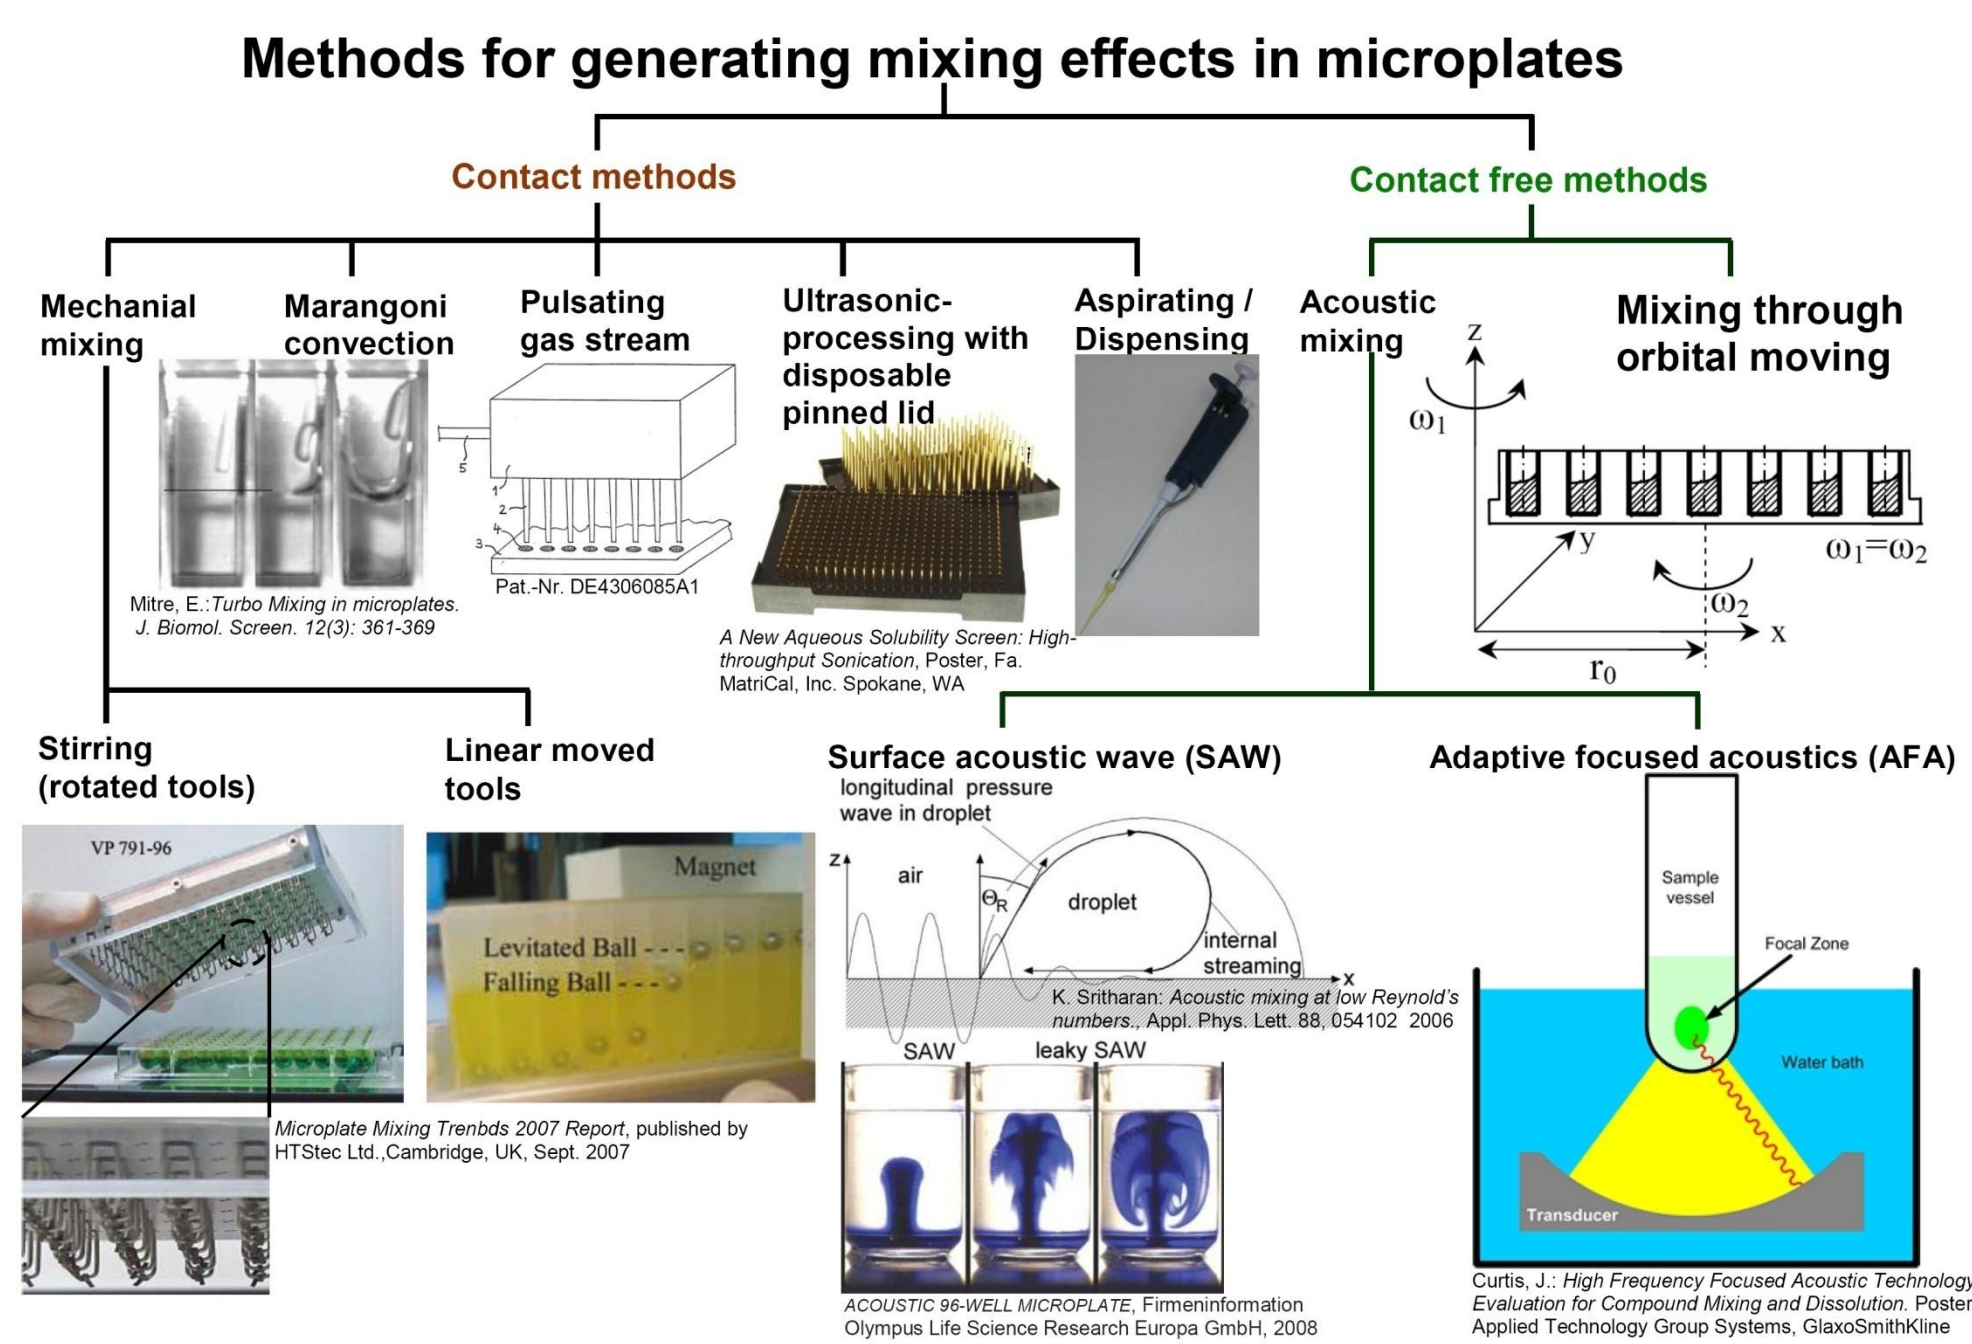 Methods for generating mixing effects in microplates
Contact methods
Contact free methods
Mechanial
mixing
Marangoni
convection
Pulsating
gas stream
Ultrasonic-
processing with
disposable
pinned lid
Aspirating /
Dispensing
Acoustic
mixing
Mixing through
orbital moving
5
1
2
4
3
z
ω1
y
ω1=ω2
ω2
x
r0
Mitre, E.:Turbo Mixing in microplates.
J. Biomol. Screen. 12(3): 361-369
Pat.-Nr. DE4306085A1
A New Aqueous Solubility Screen: High-
throughput Sonication, Poster, Fa.
MatriCal, Inc. Spokane, WA
Stirring
(rotated tools)
Linear moved
tools
Surface acoustic wave (SAW)
Adaptive focused acoustics (AFA)
VP 791-96
Magnet
Levitated Ball - - -
Falling Ball - - -
Microplate Mixing Trenbds 2007 Report, published by
HTStec Ltd.,Cambridge, UK, Sept. 2007
longitudinal pressure
wave in droplet
z
air
ΘR
droplet
internal
streaming
x
K. Sritharan: Acoustic mixing at low Reynold's
numbers., Appl. Phys. Lett. 88, 054102 2006
SAW
leaky SAW
ACOUSTIC 96-WELL MICROPLATE, Firmeninformation
Olympus Life Science Research Europa GmbH, 2008
Sample
vessel
Focal Zone
Water bath
Transducer
Curtis, J.: High Frequency Focused Acoustic Technology
Evaluation for Compound Mixing and Dissolution. Poster
Applied Technology Group Systems, GlaxoSmithKline